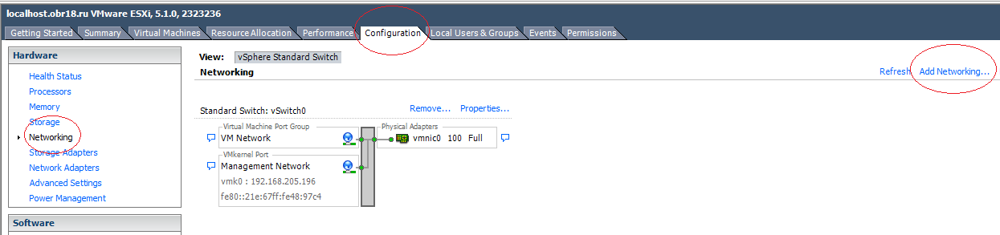 localhost.obr18.ru VMware ESXi, 5.1.0, 2323236
Getting Started Summary Virtual Machines Resource Allocation Performance Configuration Local Users & Groups Events Permissions
Hardware
Health Status
Processors
Memory
Storage
Networking
Storage Adapters
Network Adapters
Advanced Settings
Power Management
Software
View: vSphere Standard Switch
Networking
Refresh Add Networking...
Standard Switch: vSwitch0 Remove... Properties...
Virtual Machine Port Group
VM Network
VMkernel Port
Management Network
vmk0 : 192.168.205.196
fe80::21e:67ff:fe48:97c4
Physical Adapters
vmnic0 100 Full